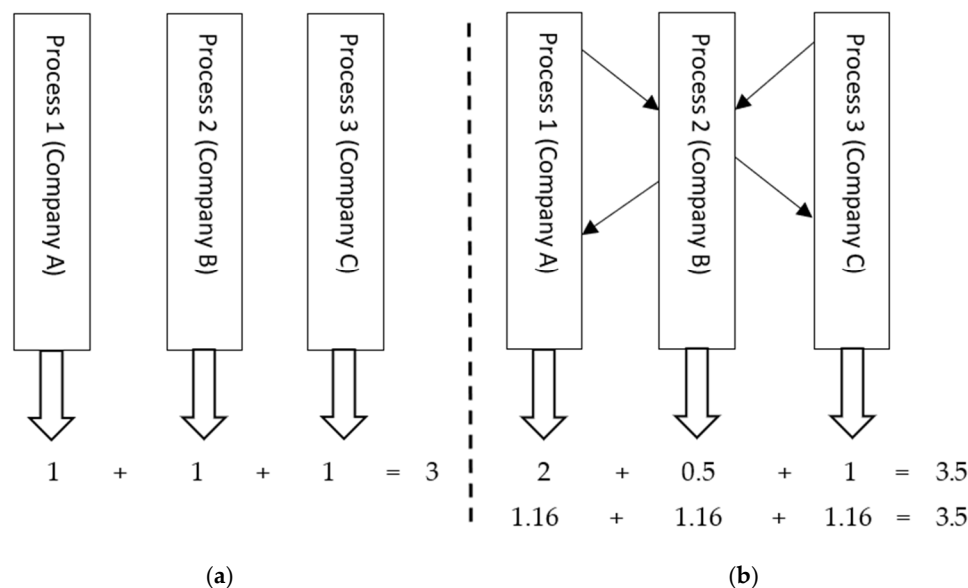 Process 1 (Company A)
Process 2 (Company B)
Process 3 (Company C)
Process 1 (Company A)
Process 2 (Company B)
Process 3 (Company C)
1 + 1 + 1 = 3
2 + 0.5 + 1 = 3.5
1.16 + 1.16 + 1.16 = 3.5
(a)
(b)